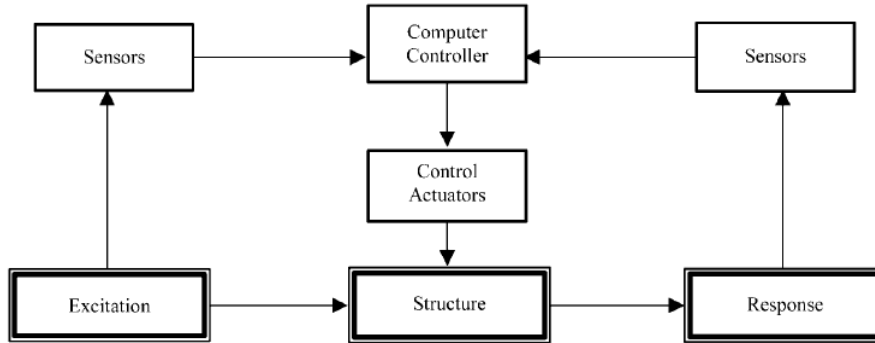 Computer
Controller
Sensors
Sensors
Control
Actuators
Excitation
Structure
Response